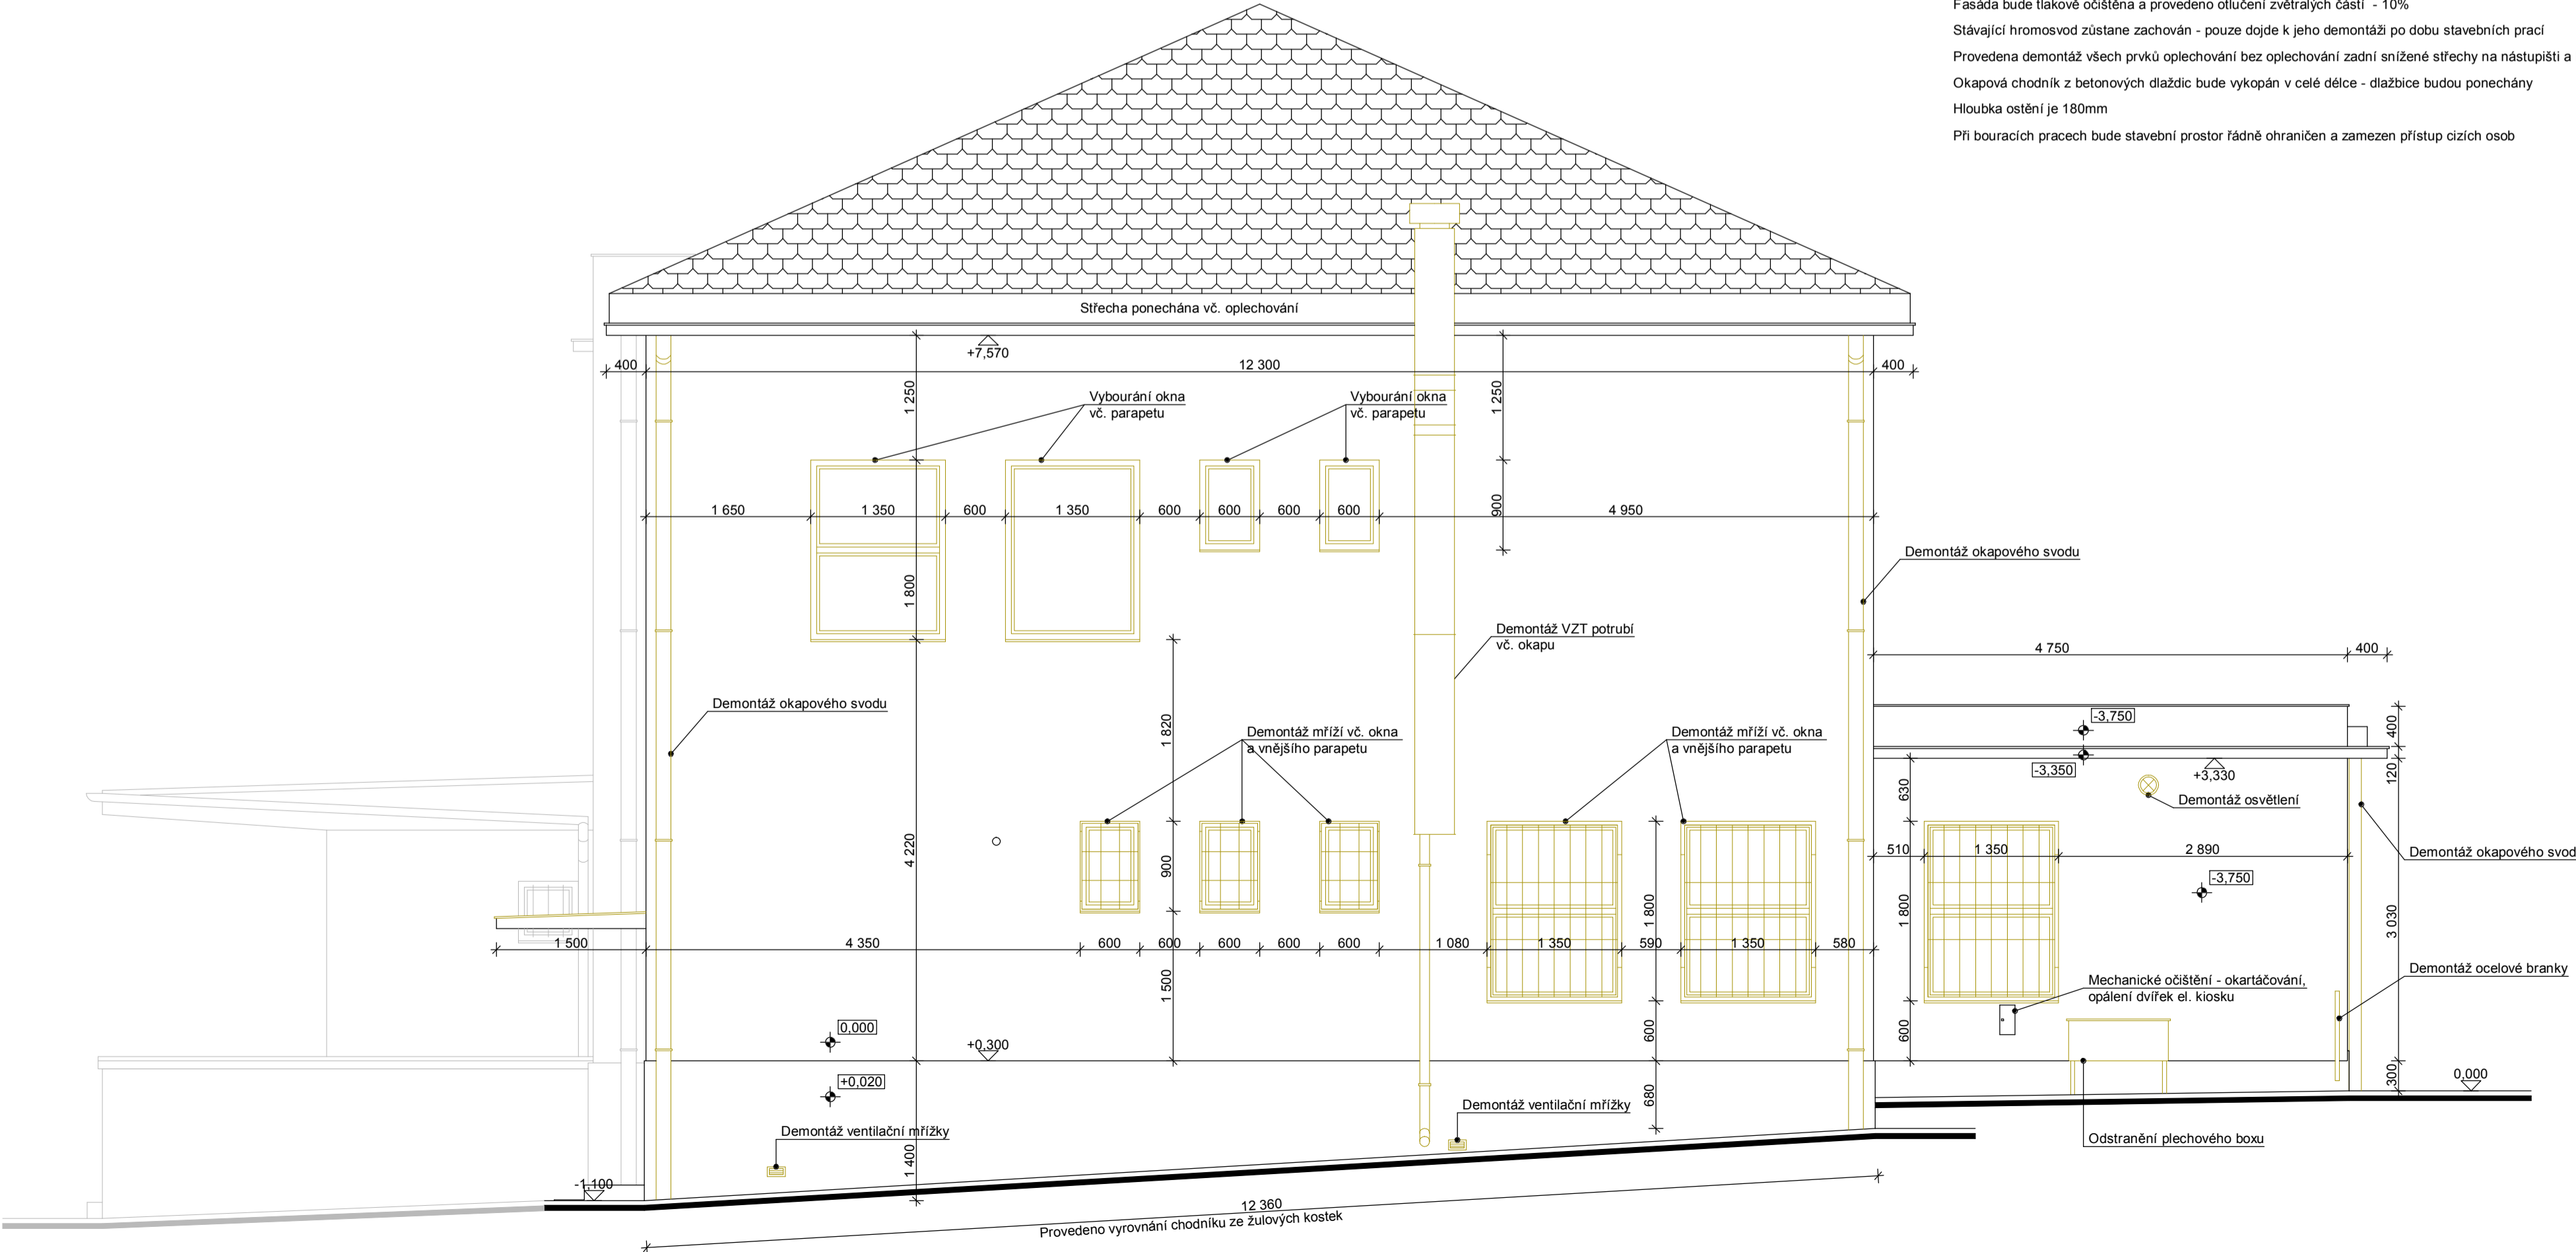 Fasáda bude tlakově očištěna a provedeno otlučení zvětralých částí - 10%
Stávající hromosvod zůstane zachován - pouze dojde k jeho demontáži po dobu stavebních prací
Provedena demontáž všech prvků oplechování bez oplechování zadní snížené střechy na nástupišti a
Okapová chodník z betonových dlaždic bude vykopán v celé délce - dlažbice budou ponechány
Hloubka ostění je 180mm
Při bouracích pracech bude stavební prostor řádně ohraničen a zamezen přístup cizích osob
Střecha ponechána vč. oplechování
+7,570
400
12 300
400
1 250
1 250
Vybourání okna
vč. parapetu
Vybourání okna
vč. parapetu
1 650
1 350
600
1 350
600
600
600
600
4 950
900
1 800
Demontáž okapového svodu
Demontáž VZT potrubí
vč. okapu
4 750
400
Demontáž okapového svodu
1 820
Demontáž mříží vč. okna
a vnějšího parapetu
Demontáž mříží vč. okna
a vnějšího parapetu
-3,750
-3,350
+3,330
400
120
630
Demontáž osvětlení
4 220
900
510
1 350
2 890
Demontáž okapového svod
-3,750
1 800
1 800
3 030
1 500
4 350
600
600
600
600
600
1 080
1 350
590
1 350
580
1 500
Demontáž ocelové branky
Mechanické očištění - okartáčování,
opálení dvířek el. kiosku
0,000
+0,300
600
600
+0,020
680
300
0,000
Demontáž ventilační mřížky
Demontáž ventilační mřížky
Odstranění plechového boxu
1 400
-1,100
12 360
Provedeno vyrovnání chodníku ze žulových kostek